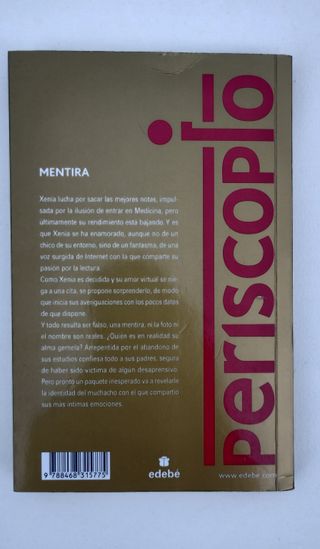 MENTIRA
Xenia lucha por sacar las mejores notas, impul-
sada por la ilusión de entrar en Medicina, pero
últimamente su rendimiento está bajando. Y es
que Xenia se ha enamorado, aunque no de un
chico de su entorno, sino de un fantasma, de una
voz surgida de Internet con la que comparte su
pasión por la lectura.
Como Xenia es decidida y su amar virtual se nie-
ga a una cita, se propone sorprenderlo, de modo
que inicia sus averiguaciones con los pocos datos
de que dispone.
Y todo resulta ser falso, una mentira, ni la foto ni
el nombre son reales. ¿Quién es en realidad su
alma gemela? Arrepentida por el abandono de
sus estudios confiesa todo a sus padres, segura
de haber sido víctima de algún desaprensivo.
Pero pronto un paquete inesperado va a revelarle
la identidad del muchacho con el que compartió
sus más íntimas emociones.
periscopio
9 788468 315775
edebé
www.edebe.com